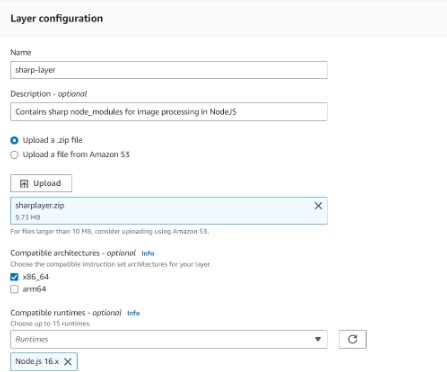 Layer configuration
Name
sharp-layer
Description - optional
Contains sharp node_modules for image processing in NodeJS
Upload a .zip file
Upload a file from Amazon S3
Upload
sharplayer.zip
9.73 MB
For files larger than 10 MB, consider uploading using Amazon S3.
Compatible architectures - optional Info
Choose the compatible instruction set architectures for your layer.
x86_64
arm64
Compatible runtimes - optional Info
Choose up to 15 runtimes.
Runtimes
Node.js 16.x